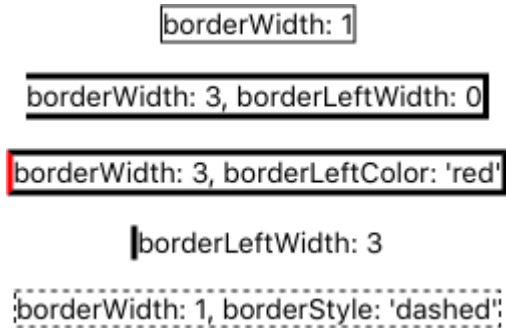 borderWidth: 1
borderWidth: 3, borderLeftWidth: 0
borderWidth: 3, borderLeftColor: 'red'
borderLeftWidth: 3
borderWidth: 1, borderStyle: 'dashed'